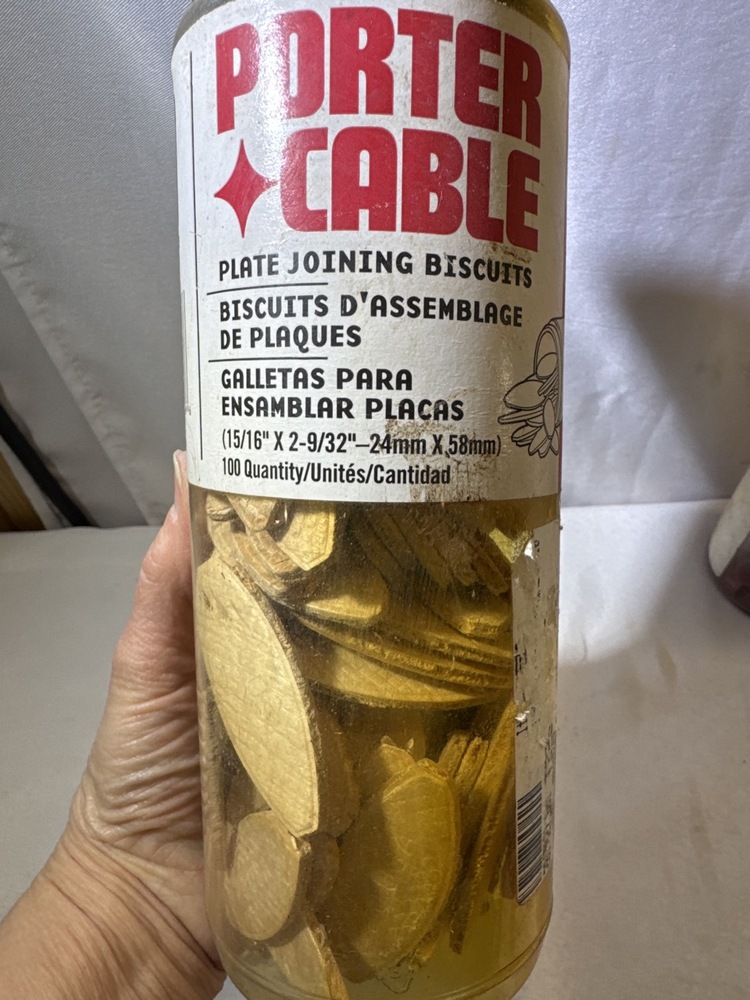 PORTER
CABLE
PLATE JOINING BISCUITS
BISCUITS D'ASSEMBLAGE
DE PLAQUES
GALLETAS PARA
ENSAMBLAR PLACAS
(15/16" X 2-9/32"–24mm X 58mm)
100 Quantity/Unités/Cantidad